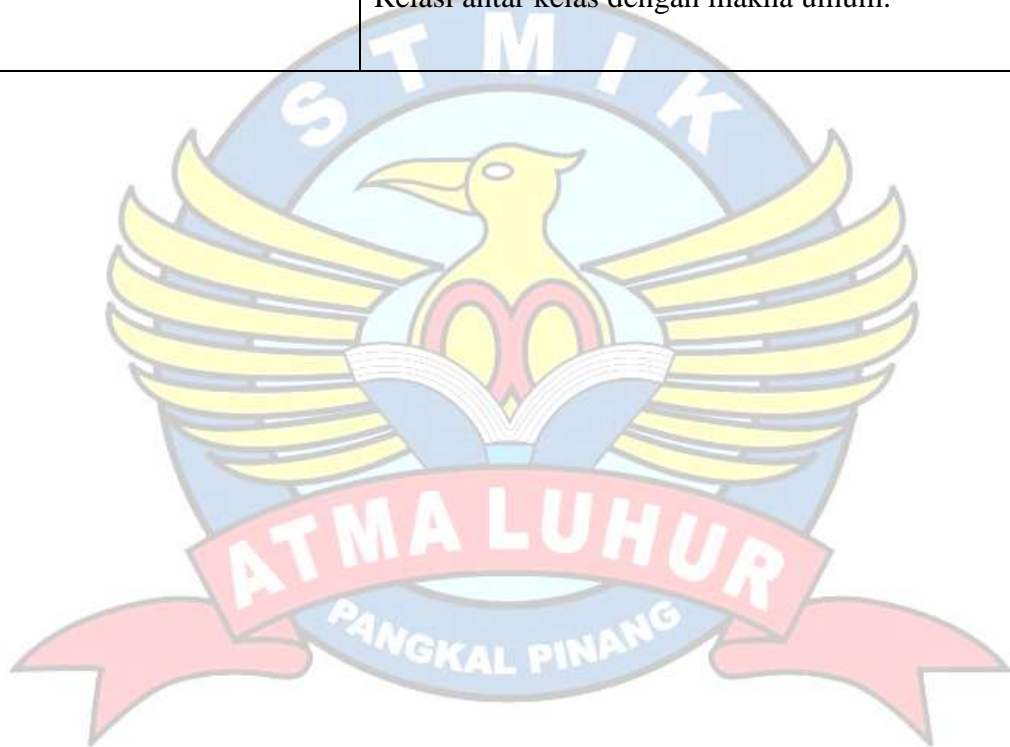 Relasi antar kelas dengan makna umum.
STMIK
ATMA LUHUR
PANGKAL PINANG